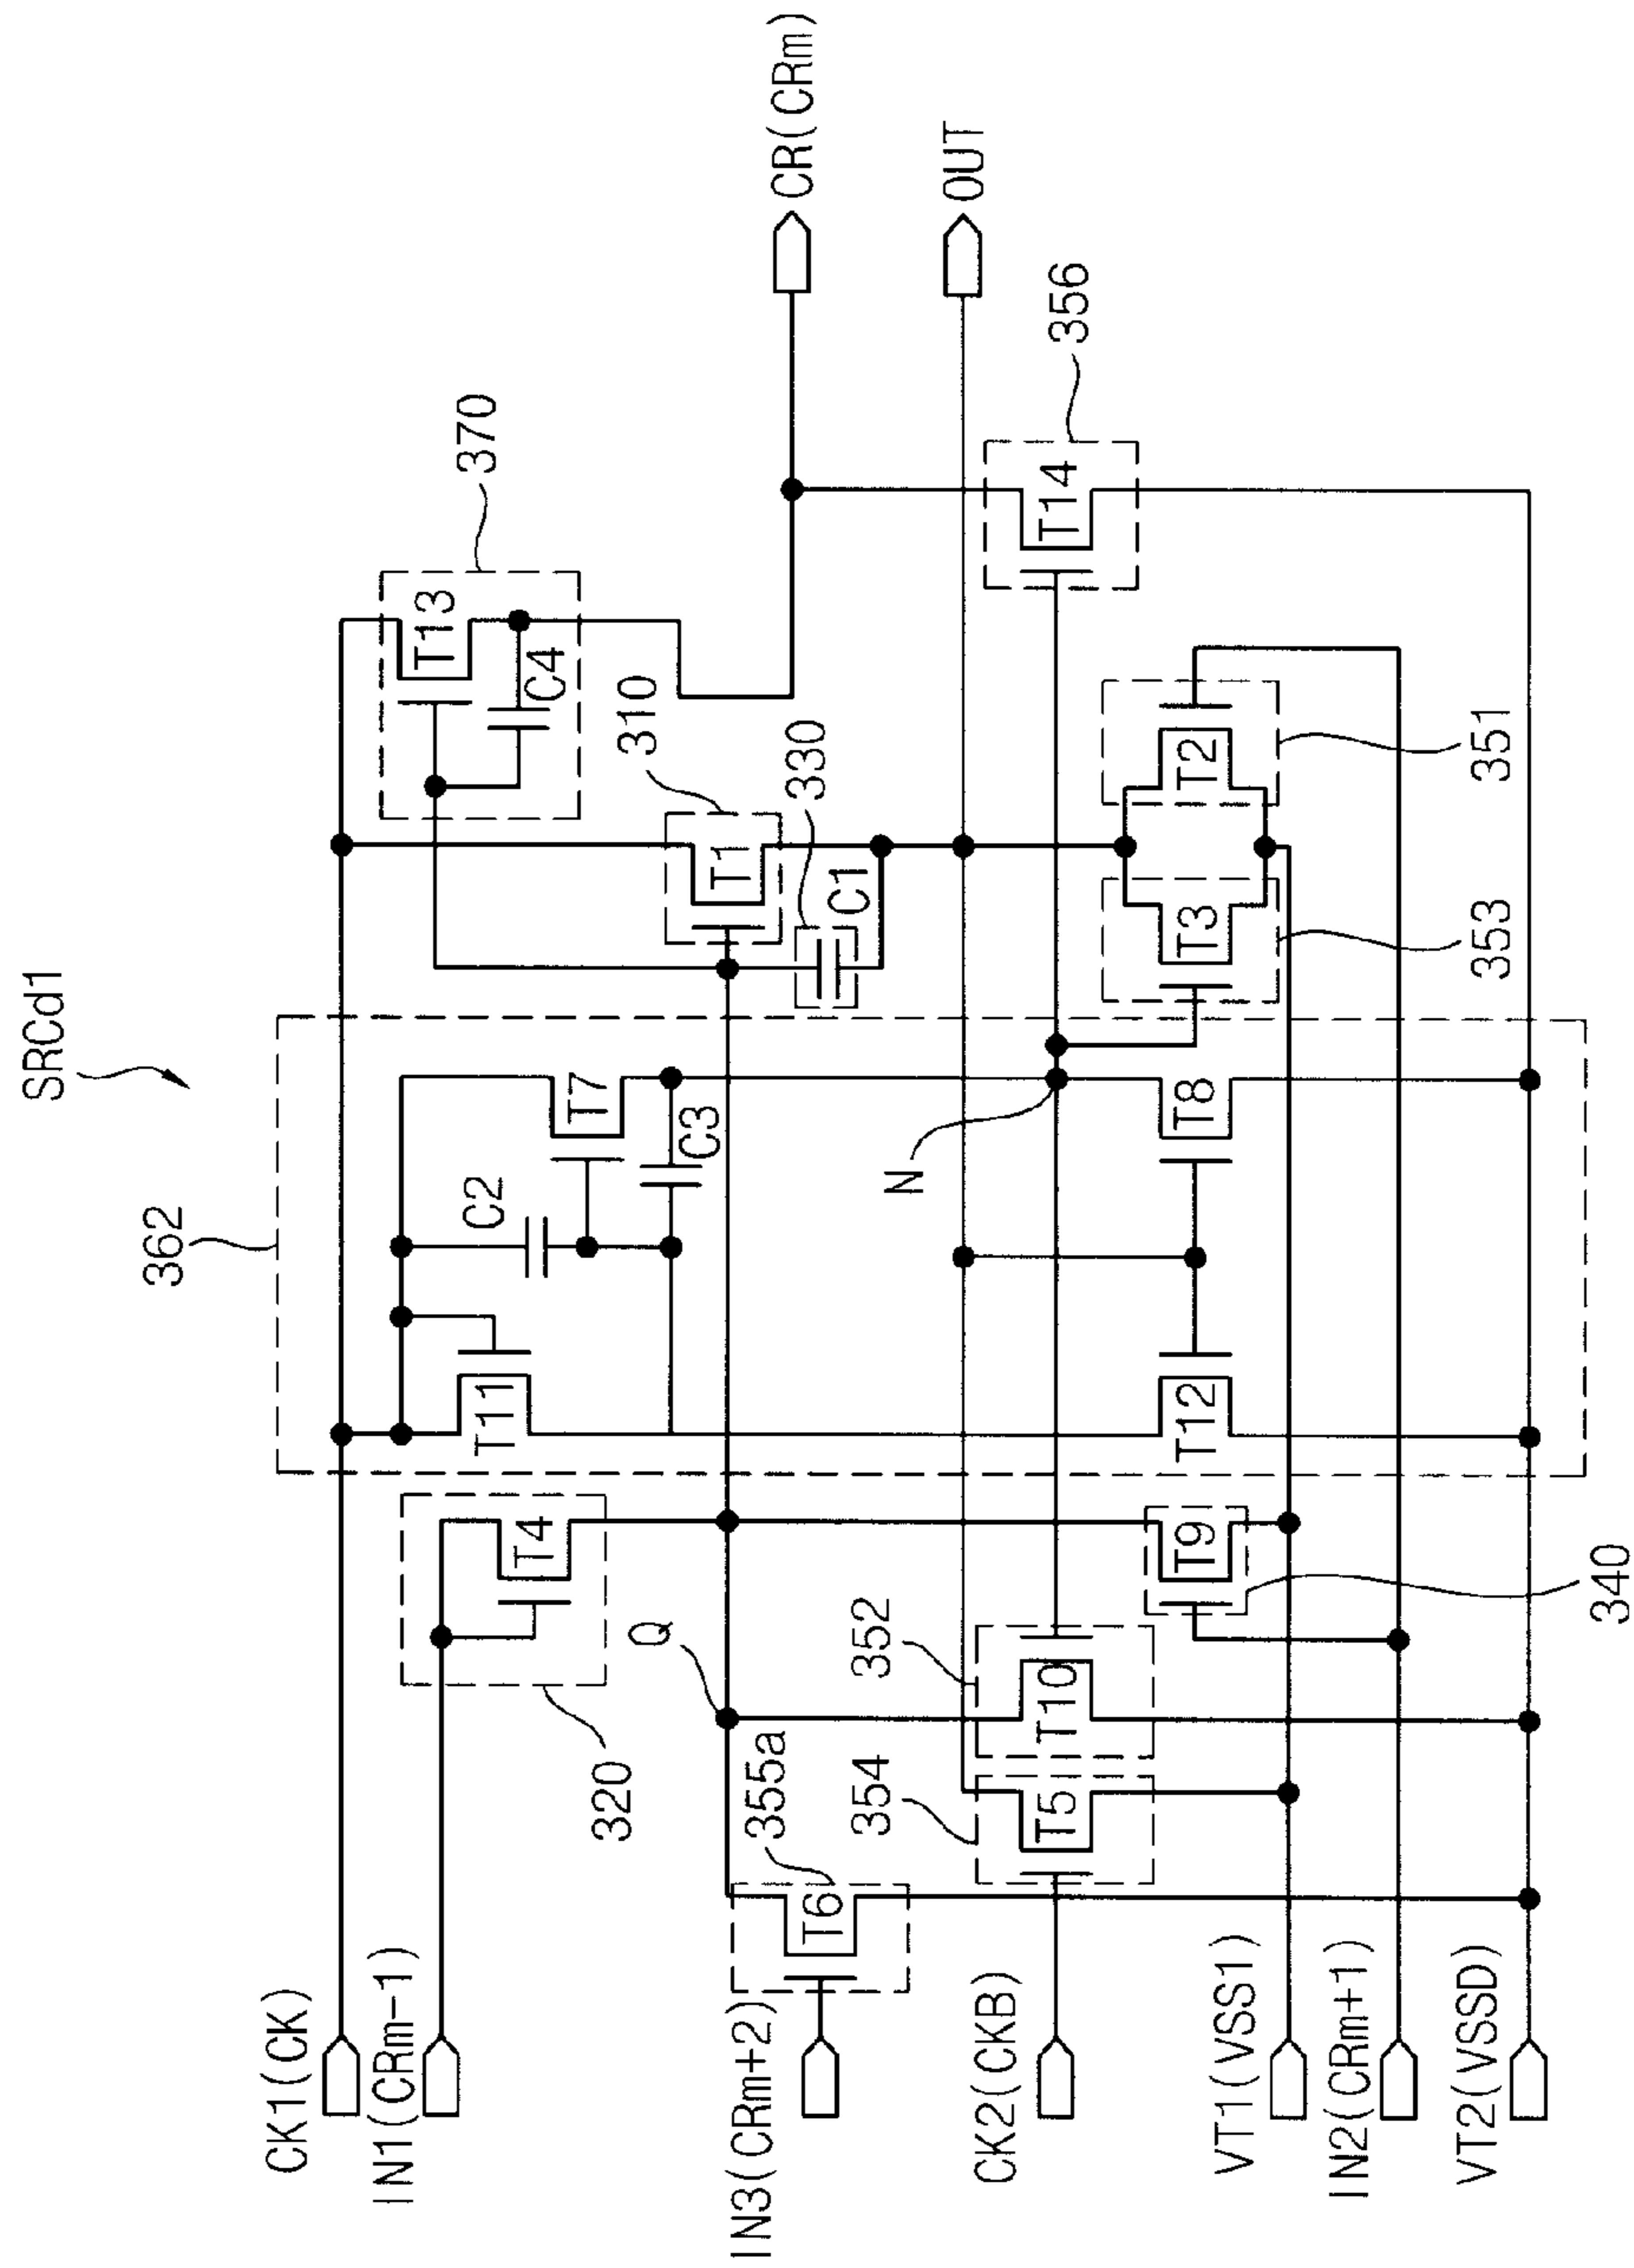 SRCd1
362
CK1(CK)
IN1(CRm-1)
IN3(CRm+2)
CK2(CKB)
VT1(VSS1)
IN2(CRm+1)
VT2(VSSD)
CR(CRm)
OUT
320
T4
T11
C2
T7
C3
370
T13
C4
310
T1
330
C1
Q
355a
T6
354
T5
352
T10
N
356
T14
T9
340
T12
T8
T3
353
T2
351